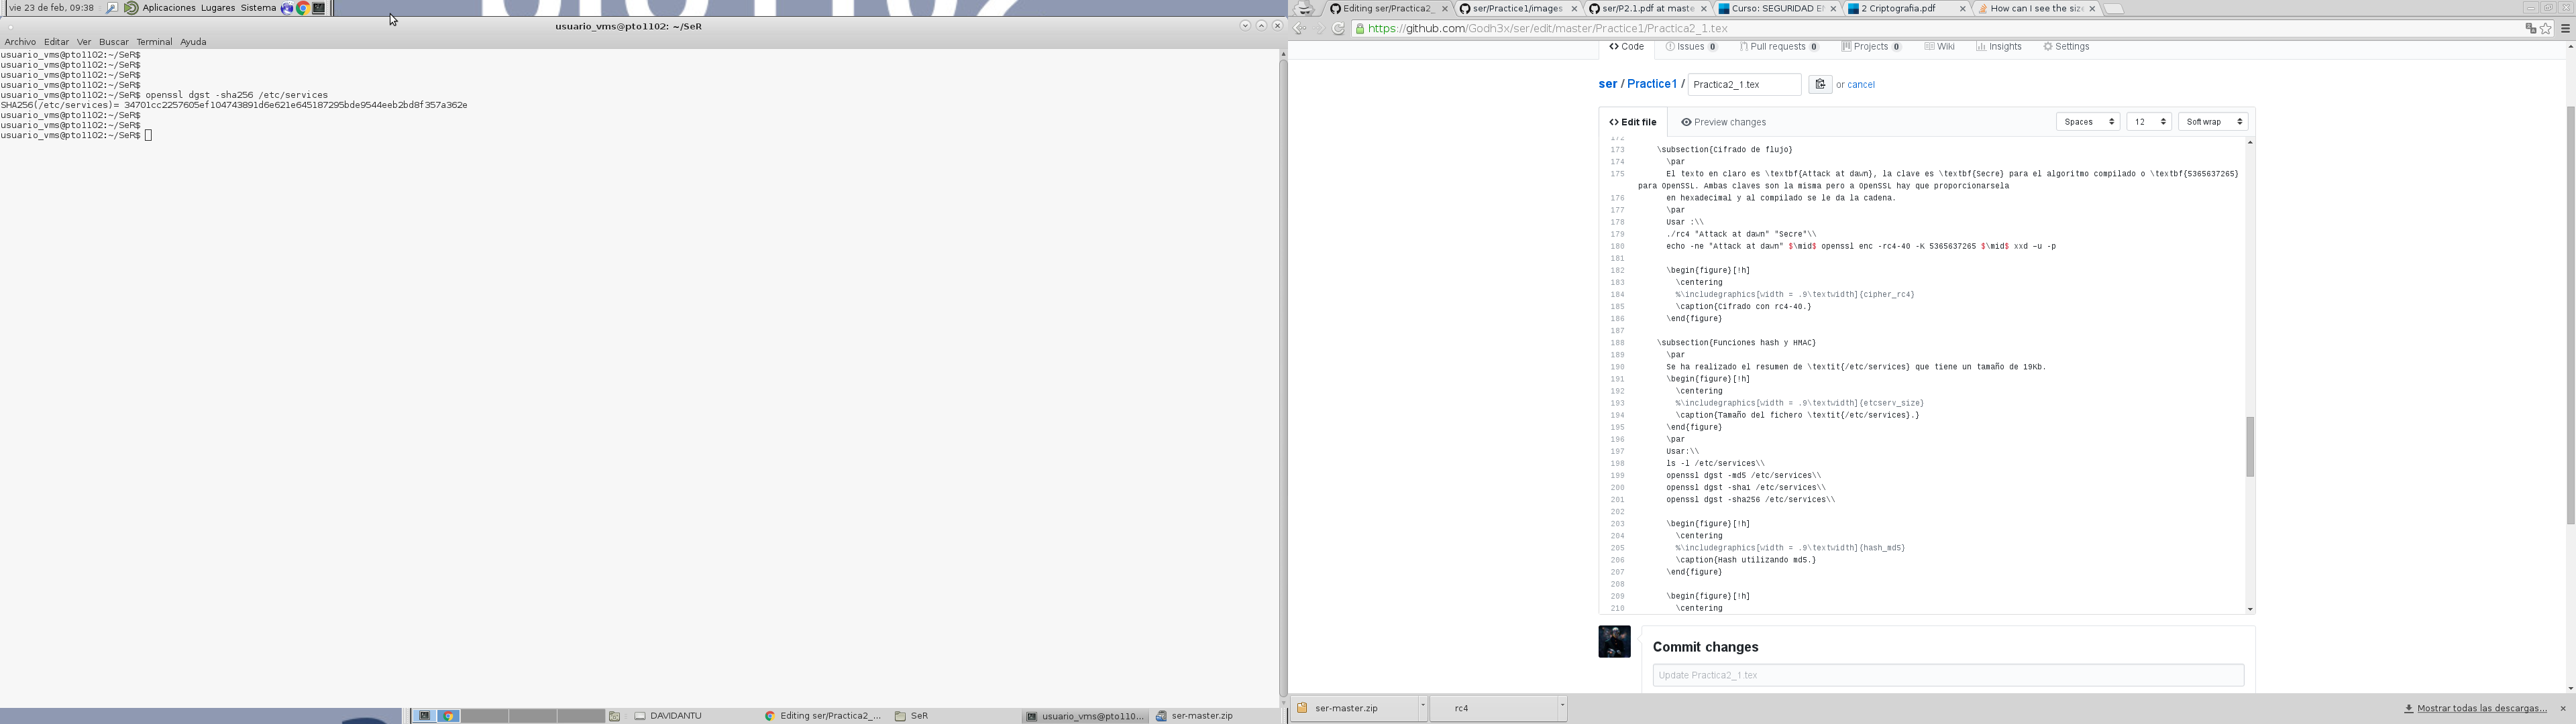 vie 23 de feb, 09:38 Aplicaciones Lugares Sistema
usuario_vms@pto1102: ~/SeR
Archivo Editar Ver Buscar Terminal Ayuda
usuario_vms@pto1102:~/SeR$
usuario_vms@pto1102:~/SeR$
usuario_vms@pto1102:~/SeR$
usuario_vms@pto1102:~/SeR$
usuario_vms@pto1102:~/SeR$ openssl dgst -sha256 /etc/services
SHA256(/etc/services)= 34701cc2257605ef104743891d6e621e645187295bde9544eeb2bd8f357a362e
usuario_vms@pto1102:~/SeR$
usuario_vms@pto1102:~/SeR$
usuario_vms@pto1102:~/SeR$
DAVIDANTU Editing ser/Practica2_... SeR usuario_vms@pto110... ser-master.zip
Editing ser/Practica2_ ser/Practice1/images ser/P2.1.pdf at maste Curso: SEGURIDAD E 2 Criptografia.pdf How can I see the size
https://github.com/Godh3x/ser/edit/master/Practice1/Practica2_1.tex
Code Issues 0 Pull requests 0 Projects 0 Wiki Insights Settings
ser / Practice1 / Practica2_1.tex or cancel
Edit file Preview changes Spaces 12 Soft wrap
172
173 \subsection{Cifrado de flujo}
174 \par
175 El texto en claro es \textbf{Attack at dawn}, la clave es \textbf{Secre} para el algoritmo compilado o \textbf{5365637265}
para OpenSSL. Ambas claves son la misma pero a OpenSSL hay que proporcionarsela
176 en hexadecimal y al compilado se le da la cadena.
177 \par
178 Usar :\\
179 ./rc4 "Attack at dawn" "Secre"\\
180 echo -ne "Attack at dawn" $\mid$ openssl enc -rc4-40 -K 5365637265 $\mid$ xxd –u -p
181
182 \begin{figure}[!h]
183 \centering
184 %\includegraphics[width = .9\textwidth]{cipher_rc4}
185 \caption{Cifrado con rc4-40.}
186 \end{figure}
187
188 \subsection{Funciones hash y HMAC}
189 \par
190 Se ha realizado el resumen de \textit{/etc/services} que tiene un tamaño de 19Kb.
191 \begin{figure}[!h]
192 \centering
193 %\includegraphics[width = .9\textwidth]{etcserv_size}
194 \caption{Tamaño del fichero \textit{/etc/services}.}
195 \end{figure}
196 \par
197 Usar:\\
198 ls -l /etc/services\\
199 openssl dgst -md5 /etc/services\\
200 openssl dgst -sha1 /etc/services\\
201 openssl dgst -sha256 /etc/services\\
202
203 \begin{figure}[!h]
204 \centering
205 %\includegraphics[width = .9\textwidth]{hash_md5}
206 \caption{Hash utilizando md5.}
207 \end{figure}
208
209 \begin{figure}[!h]
210 \centering
Commit changes
Update Practica2_1.tex
ser-master.zip rc4 Mostrar todas las descargas...